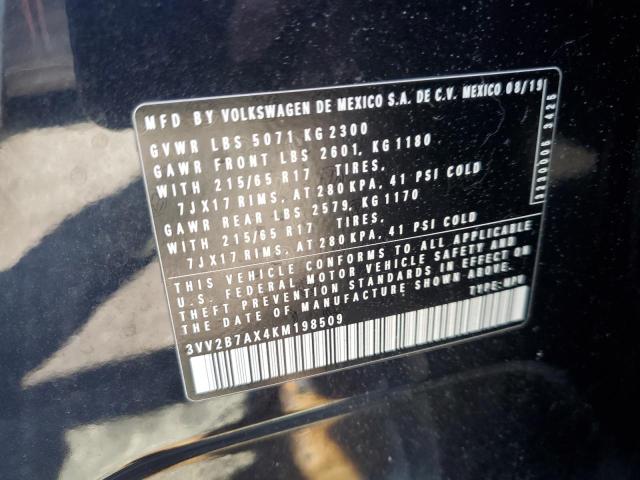 MFD BY VOLKSWAGEN DE MEXICO S.A. DE C.V. MEXICO 08/19
GVWR LBS 5071 KG 2300
GAWR FRONT LBS 2601, KG 1180
WITH 215/65 R17 TIRES,
7JX17 RIMS, AT 280 KPA, 41 PSI COLD
GAWR REAR LBS 2579, KG 1170
WITH 215/65 R17 TIRES,
7JX17 RIMS, AT 280 KPA, 41 PSI COLD
THIS VEHICLE CONFORMS TO ALL APPLICABLE
U.S. FEDERAL MOTOR VEHICLE SAFETY AND
THEFT PREVENTION STANDARDS IN EFFECT ON
THE DATE OF MANUFACTURE SHOWN ABOVE.
3VV2B7AX4KM198509
TYPE: MPV
3230006 3425